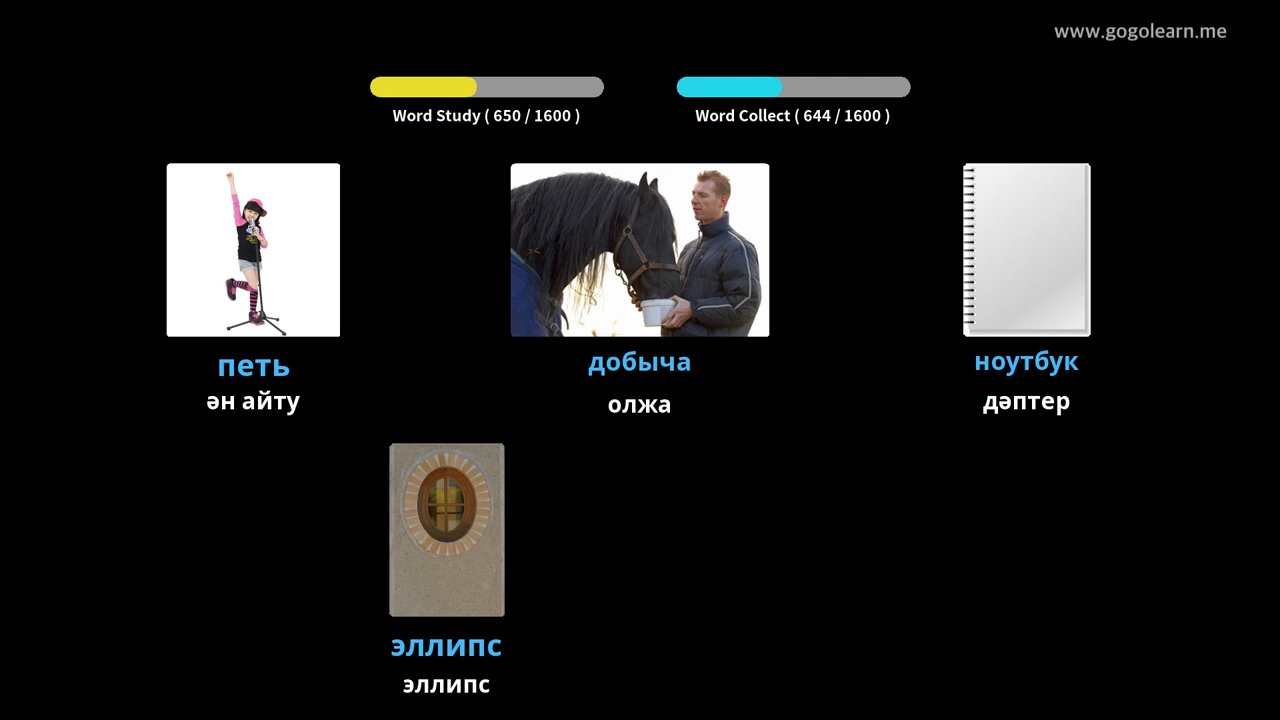 www.gogolearn.me
Word Study ( 650 / 1600 )
Word Collect ( 644 / 1600 )
петь
ән айту
добыча
олжа
ноутбук
дәптер
эллипс
эллипс